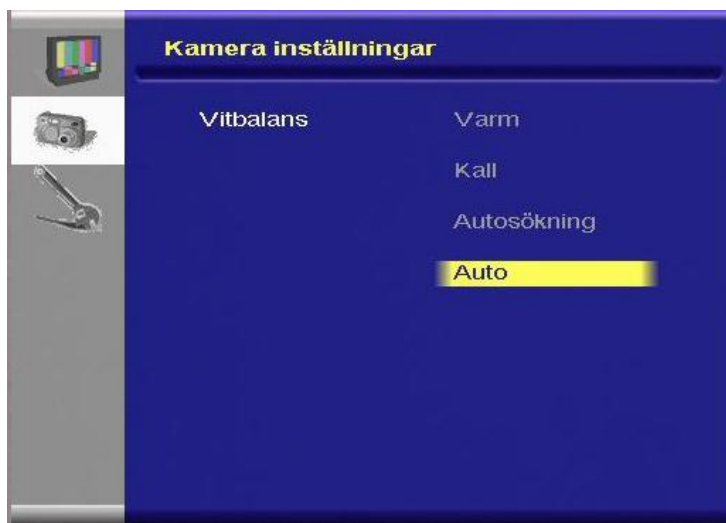 Kamera inställningar
Vitbalans Varm
Kall
Autosökning
Auto